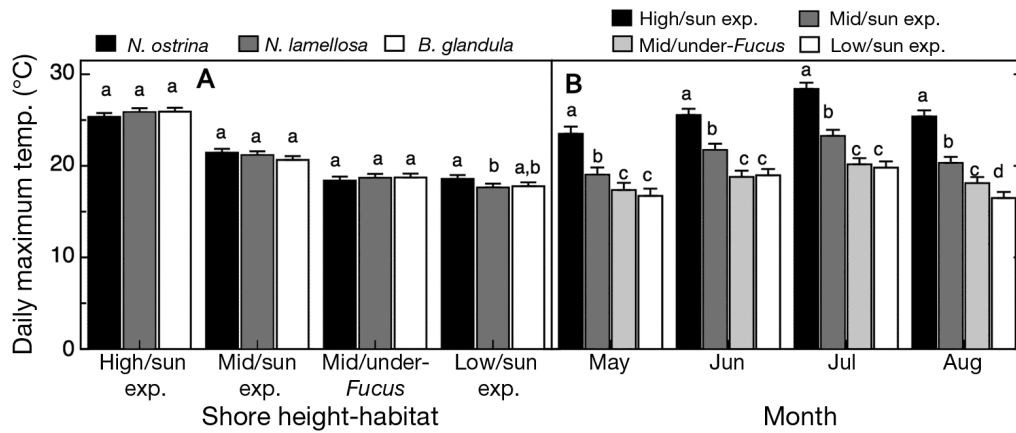 High/sun exp. Mid/sun exp.
N. ostrina N. lamellosa B. glandula Mid/under-Fucus Low/sun exp.
Daily maximum temp. (°C)
30
20
10
0
A
a a a
a a a
a a a
a b a,b
High/sun exp.
Mid/sun exp.
Mid/under-Fucus
Low/sun exp.
Shore height-habitat
B
a b c c
a b c c
a b c c
a b c d
May Jun Jul Aug
Month